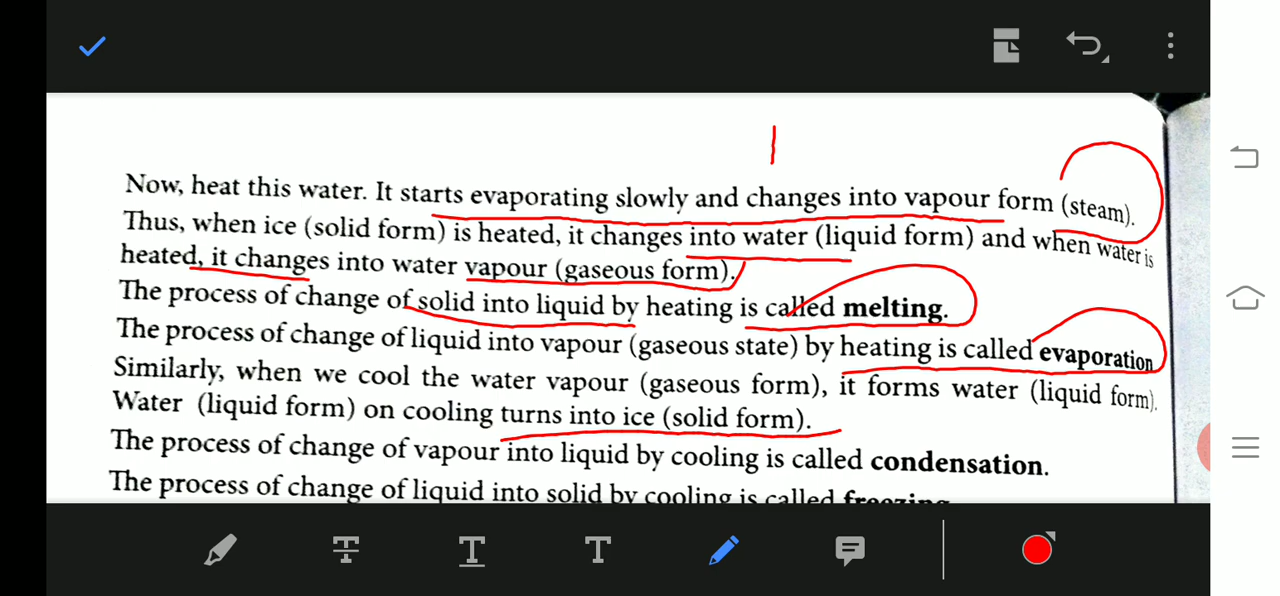 Now, heat this water. It starts evaporating slowly and changes into vapour form (steam).
Thus, when ice (solid form) is heated, it changes into water (liquid form) and when water is
heated, it changes into water vapour (gaseous form).
The process of change of solid into liquid by heating is called melting.
The process of change of liquid into vapour (gaseous state) by heating is called evaporation
Similarly, when we cool the water vapour (gaseous form), it forms water (liquid form).
Water (liquid form) on cooling turns into ice (solid form).
The process of change of vapour into liquid by cooling is called condensation.
The process of change of liquid into solid by cooling is called freezing